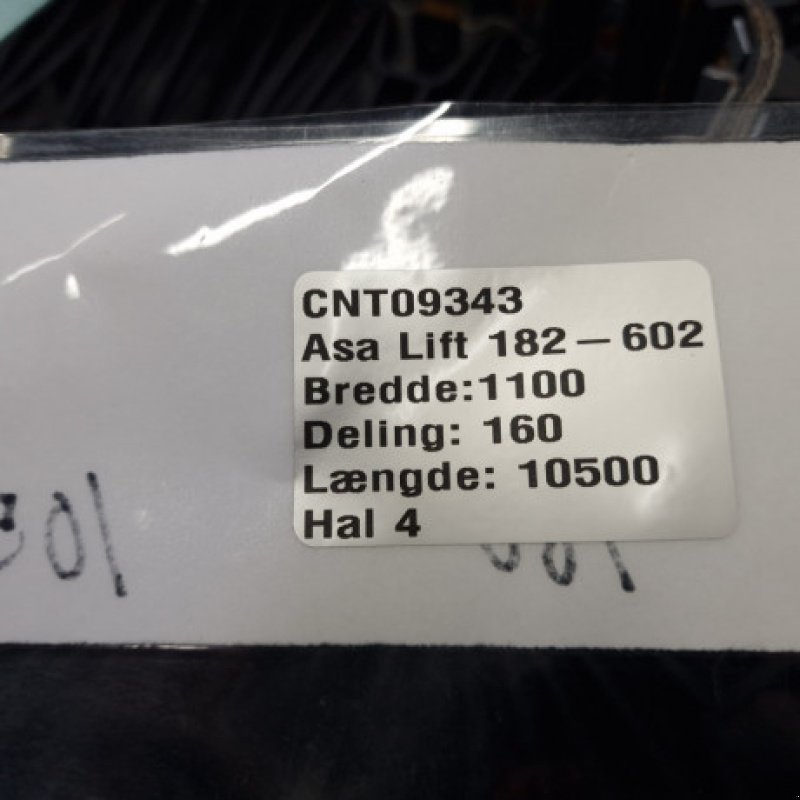 CNT09343
Asa Lift 182-602
Bredde:1100
Deling: 160
Længde: 10500
Hal 4